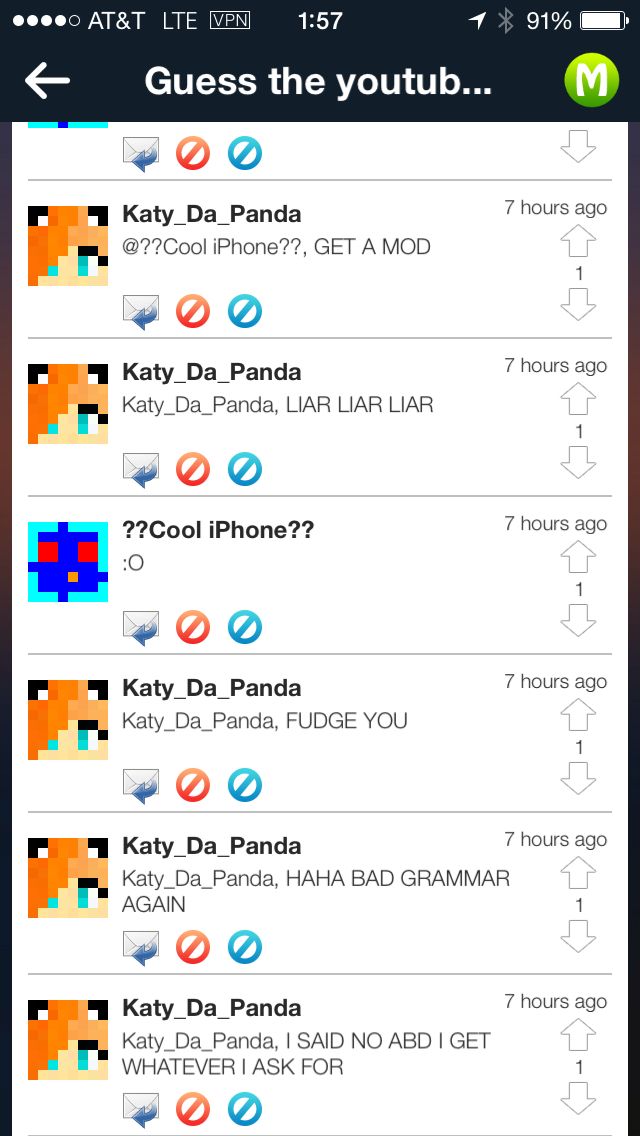 AT&T LTE VPN 1:57 91%
Guess the youtub...
M
Katy_Da_Panda 7 hours ago
@??Cool iPhone??, GET A MOD
1
Katy_Da_Panda 7 hours ago
Katy_Da_Panda, LIAR LIAR LIAR
1
??Cool iPhone?? 7 hours ago
:O
1
Katy_Da_Panda 7 hours ago
Katy_Da_Panda, FUDGE YOU
1
Katy_Da_Panda 7 hours ago
Katy_Da_Panda, HAHA BAD GRAMMAR
AGAIN
1
Katy_Da_Panda 7 hours ago
Katy_Da_Panda, I SAID NO ABD I GET
WHATEVER I ASK FOR
1